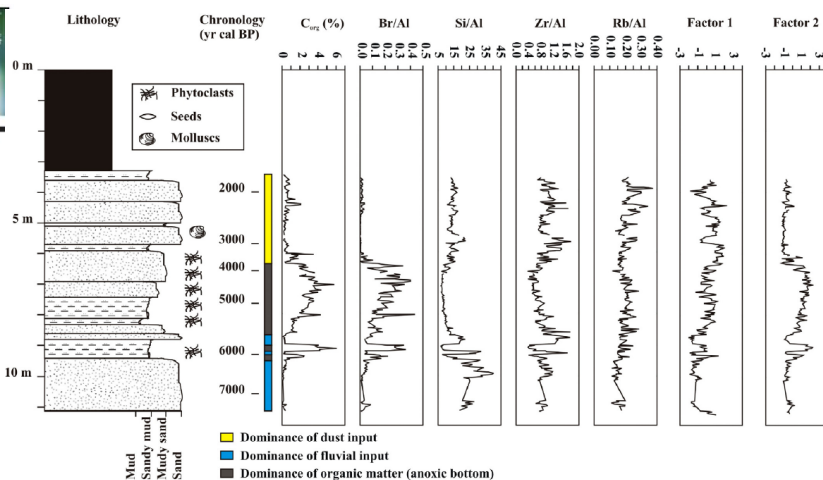 Lithology
Chronology
(yr cal BP)
C org (%)
Br/Al
Si/Al
Zr/Al
Rb/Al
Factor 1
Factor 2
0 2 4 6
0.0 0.1 0.2 0.3 0.4 0.5
5 15 25 35 45
0.4 0.8 1.2 1.6 2.0
0.00 0.10 0.20 0.30 0.40
-3 -1 1 3
-3 -1 1 3
0 m
5 m
10 m
Phytoclasts
Seeds
Molluscs
2000
3000
4000
5000
6000
7000
Mud
Sandy mud
Mudy sand
Sand
Dominance of dust input
Dominance of fluvial input
Dominance of organic matter (anoxic bottom)